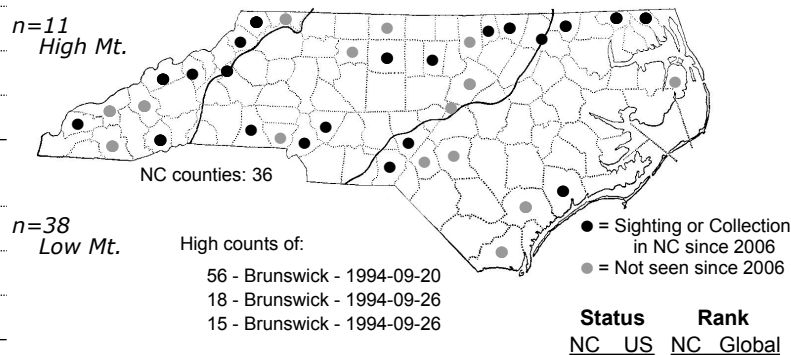 n=11
High Mt.
NC counties: 36
n=38
Low Mt.
High counts of:
56 - Brunswick - 1994-09-20
18 - Brunswick - 1994-09-26
15 - Brunswick - 1994-09-26
● = Sighting or Collection
in NC since 2006
● = Not seen since 2006
Status Rank
NC US NC Global